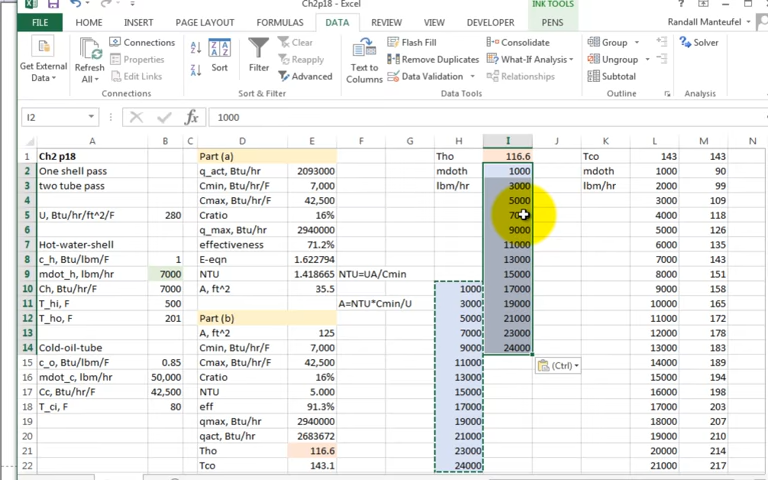 Ch2p18 - Excel
INK TOOLS
FILE HOME INSERT PAGE LAYOUT FORMULAS DATA REVIEW VIEW DEVELOPER PENS Randall Manteufel
Get External Data
Refresh All
Connections
Properties
Edit Links
Connections
Sort
Filter
Clear
Reapply
Advanced
Sort & Filter
Text to Columns
Flash Fill
Remove Duplicates
Data Validation
Consolidate
What-If Analysis
Relationships
Data Tools
Group
Ungroup
Subtotal
Outline
Solver
Analysis
I2 fx 1000
A B C D E F G H I J K L M N
1 Ch2 p18 Part (a) Tho 116.6 Tco 143 143
2 One shell pass q_act, Btu/hr 2093000 mdoth 1000 mdoth 1000 90
3 two tube pass Cmin, Btu/hr/F 7,000 lbm/hr 3000 lbm/hr 2000 99
4 Cmax, Btu/hr/F 42,500 5000 3000 109
5 U, Btu/hr/ft^2/F 280 Cratio 16% 7000 4000 118
6 q_max, Btu/hr 2940000 9000 5000 126
7 Hot-water-shell effectiveness 71.2% 11000 6000 135
8 c_h, Btu/lbm/F 1 E-eqn 1.622794 13000 7000 143
9 mdot_h, lbm/hr 7000 NTU 1.418665 NTU=UA/Cmin 15000 8000 151
10 Ch, Btu/hr/F 7000 A, ft^2 35.5 1000 17000 9000 158
11 T_hi, F 500 A=NTU*Cmin/U 3000 19000 10000 165
12 T_ho, F 201 Part (b) 5000 21000 11000 172
13 A, ft^2 125 7000 23000 12000 178
14 Cold-oil-tube Cmin, Btu/hr/F 7,000 9000 24000 13000 183
15 c_o, Btu/lbm/F 0.85 Cmax, Btu/hr/F 42,500 11000 (Ctrl) 14000 189
16 mdot_c, lbm/hr 50,000 Cratio 16% 13000 15000 194
17 Cc, Btu/hr/F 42,500 NTU 5.000 15000 16000 198
18 T_ci, F 80 eff 91.3% 17000 17000 203
19 qmax, Btu/hr 2940000 19000 18000 207
20 qact, Btu/hr 2683672 21000 19000 210
21 Tho 116.6 23000 20000 214
22 Tco 143.1 24000 21000 217